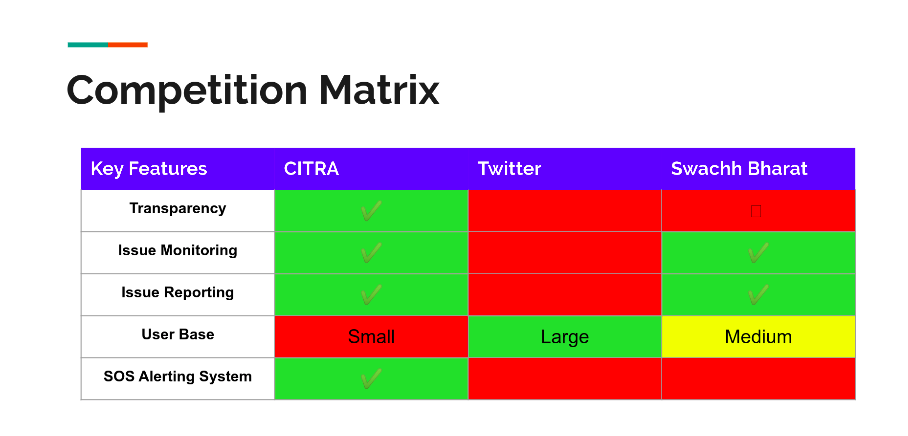 Competition Matrix
Key Features CITRA Twitter Swachh Bharat
Transparency ✓ 
Issue Monitoring ✓ ✓
Issue Reporting ✓ ✓
User Base Small Large Medium
SOS Alerting System ✓